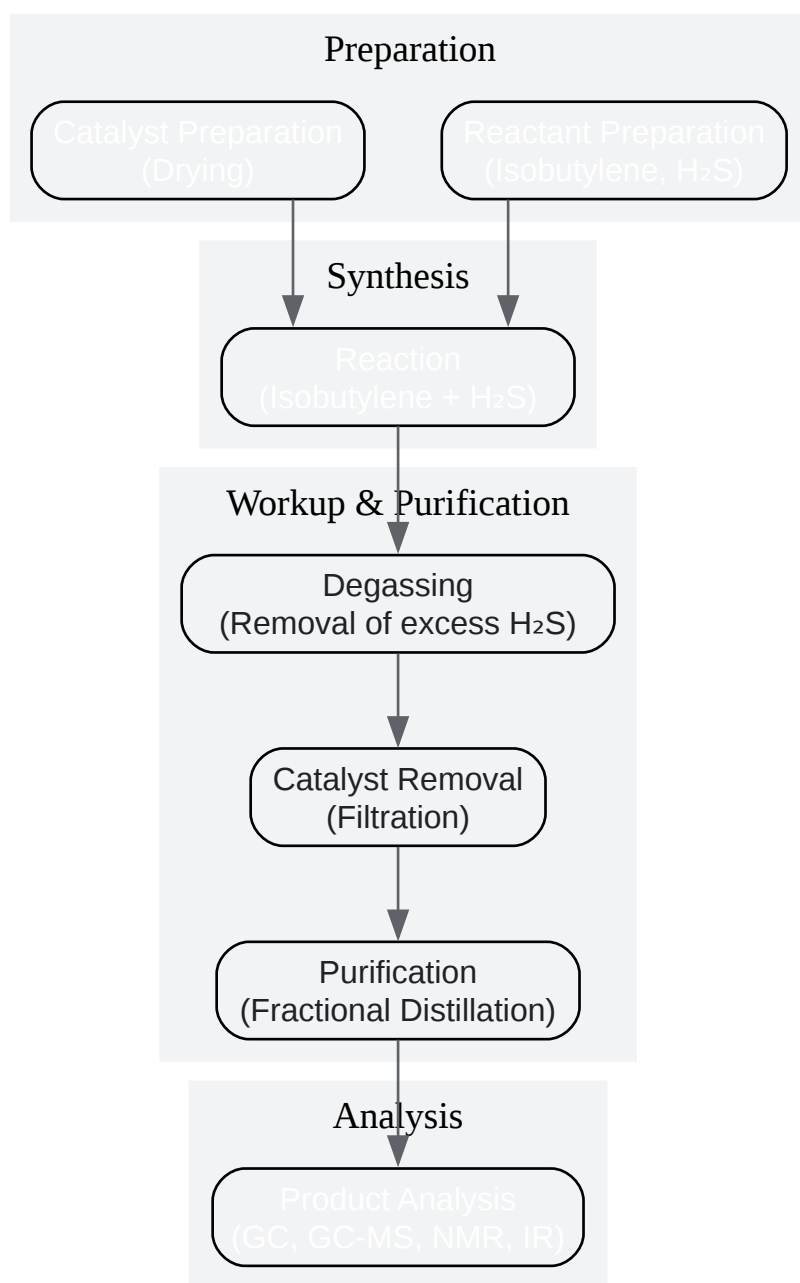 Preparation
Catalyst Preparation
(Drying)
Reactant Preparation
(Isobutylene, H₂S)
Synthesis
Reaction
(Isobutylene + H₂S)
Workup & Purification
Degassing
(Removal of excess H₂S)
Catalyst Removal
(Filtration)
Purification
(Fractional Distillation)
Analysis
Product Analysis
(GC, GC-MS, NMR, IR)